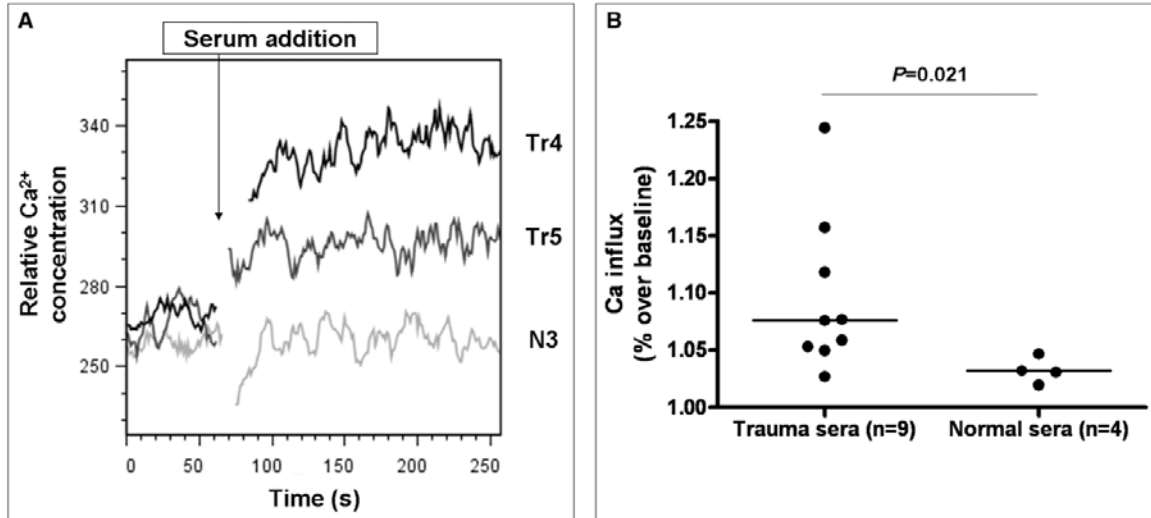 A
Serum addition
Relative Ca²⁺
concentration
340
310
280
250
Tr4
Tr5
N3
0 50 100 150 200 250
Time (s)
B
P=0.021
Ca influx
(% over baseline)
1.25
1.20
1.15
1.10
1.05
1.00
Trauma sera (n=9) Normal sera (n=4)